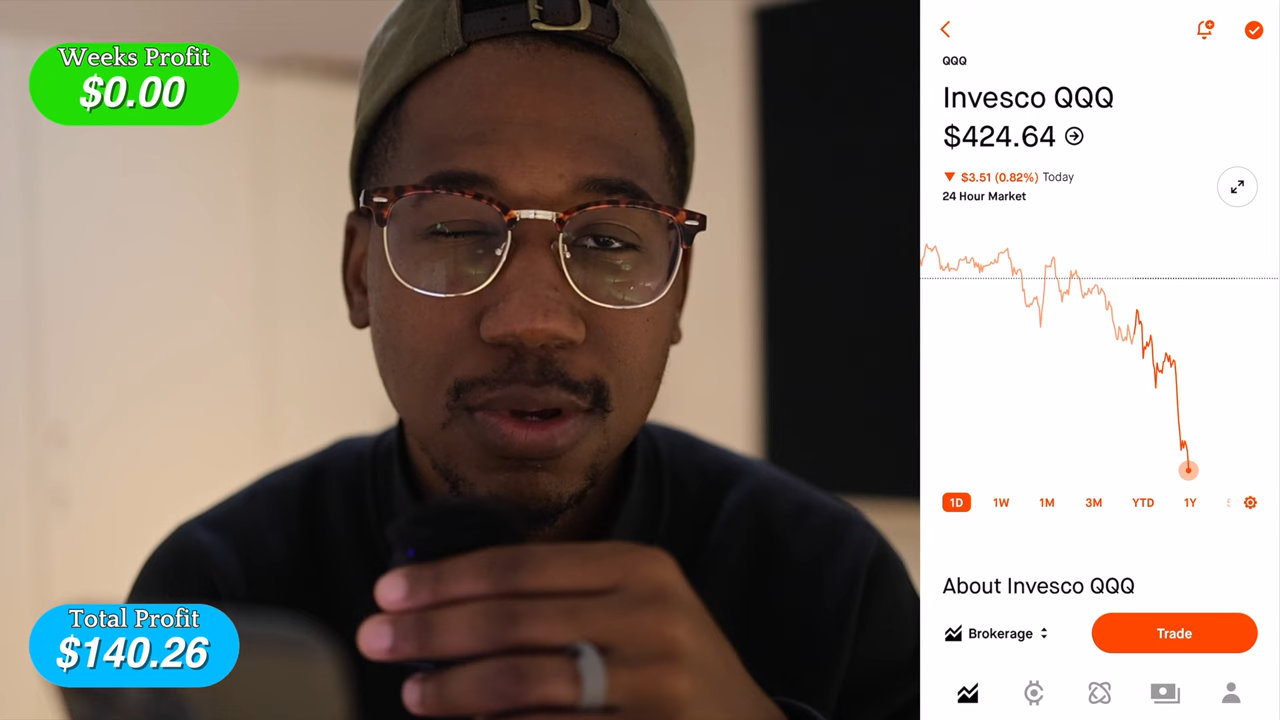 Weeks Profit
$0.00
Total Profit
$140.26
QQQ
Invesco QQQ
$424.64
▼ $3.51 (0.82%) Today
24 Hour Market
1D 1W 1M 3M YTD 1Y
About Invesco QQQ
Brokerage
Trade